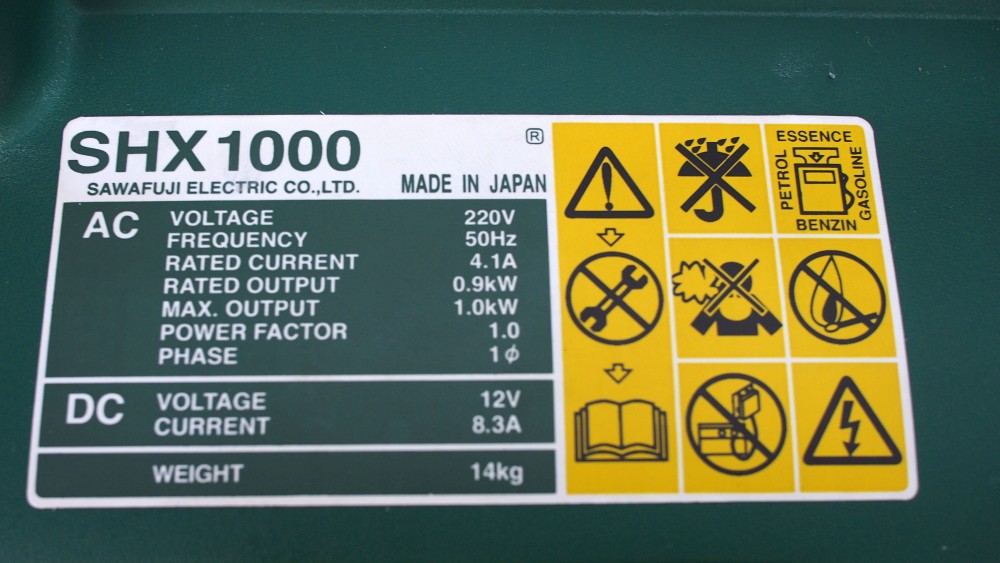 SHX1000 ®
SAWAFUJI ELECTRIC CO.,LTD. MADE IN JAPAN
AC
VOLTAGE 220V
FREQUENCY 50Hz
RATED CURRENT 4.1A
RATED OUTPUT 0.9kW
MAX. OUTPUT 1.0kW
POWER FACTOR 1.0
PHASE 1ϕ
DC
VOLTAGE 12V
CURRENT 8.3A
WEIGHT 14kg
ESSENCE
PETROL
GASOLINE
BENZIN